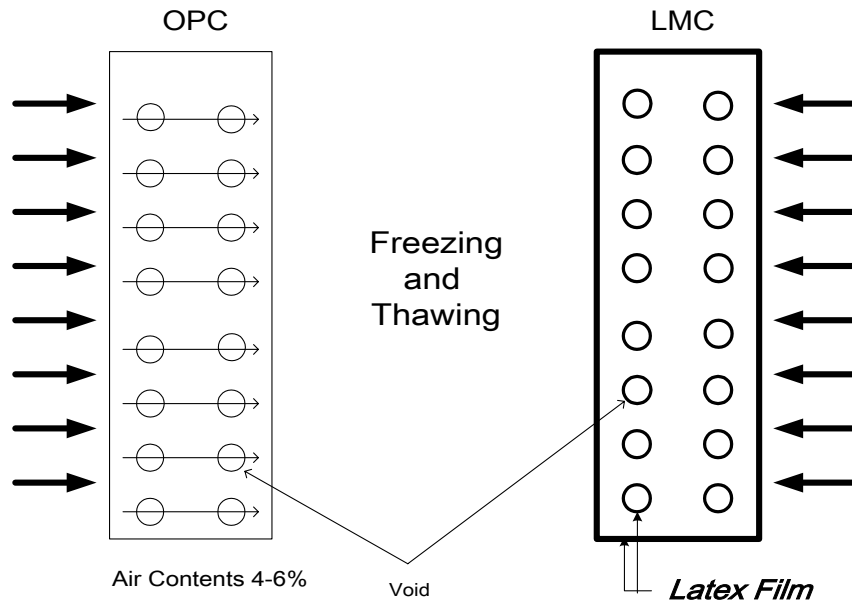 OPC
LMC
Freezing
and
Thawing
Air Contents 4-6%
Void
Latex Film